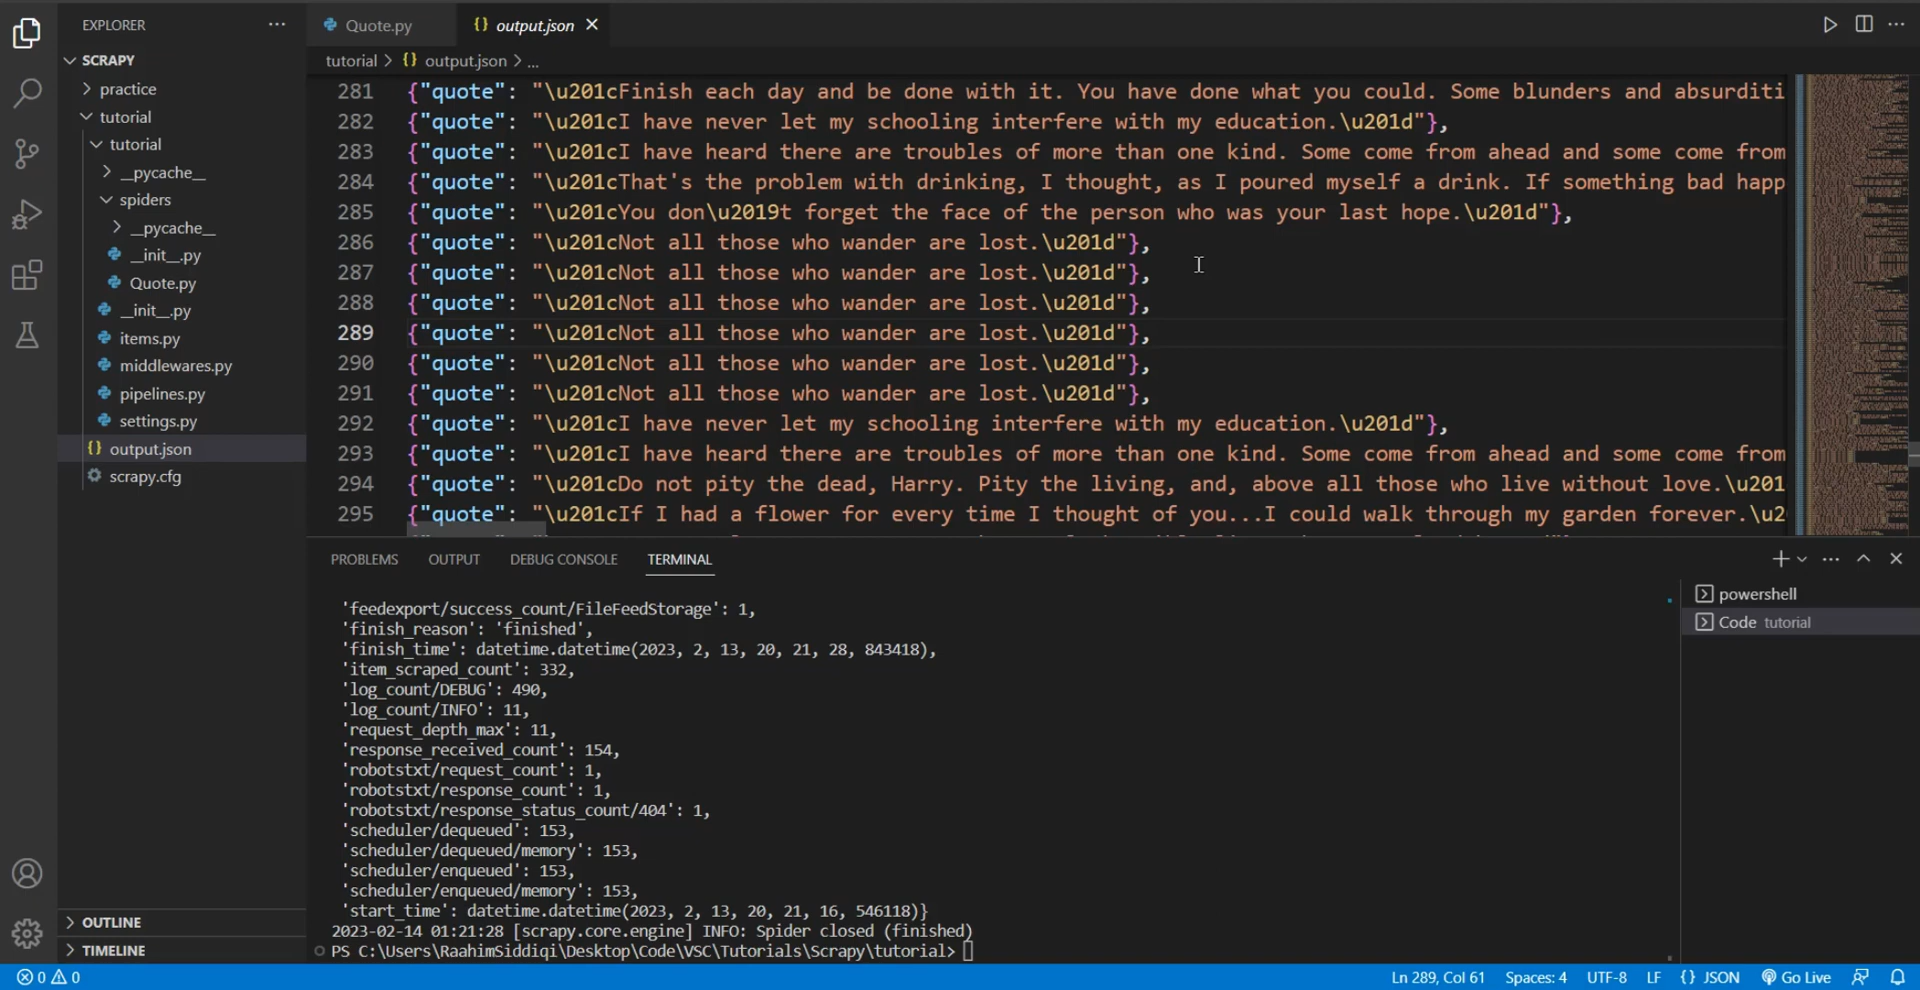 EXPLORER
SCRAPY
practice
tutorial
tutorial
__pycache__
spiders
__pycache__
__init__.py
Quote.py
__init__.py
items.py
middlewares.py
pipelines.py
settings.py
output.json
scrapy.cfg
OUTLINE
TIMELINE
Quote.py
{} output.json
tutorial > {} output.json > ...
281 {"quote": "\u201cFinish each day and be done with it. You have done what you could. Some blunders and absurditi
282 {"quote": "\u201cI have never let my schooling interfere with my education.\u201d"},
283 {"quote": "\u201cI have heard there are troubles of more than one kind. Some come from ahead and some come from
284 {"quote": "\u201cThat's the problem with drinking, I thought, as I poured myself a drink. If something bad happ
285 {"quote": "\u201cYou don\u2019t forget the face of the person who was your last hope.\u201d"},
286 {"quote": "\u201cNot all those who wander are lost.\u201d"},
287 {"quote": "\u201cNot all those who wander are lost.\u201d"},
288 {"quote": "\u201cNot all those who wander are lost.\u201d"},
289 {"quote": "\u201cNot all those who wander are lost.\u201d"},
290 {"quote": "\u201cNot all those who wander are lost.\u201d"},
291 {"quote": "\u201cNot all those who wander are lost.\u201d"},
292 {"quote": "\u201cI have never let my schooling interfere with my education.\u201d"},
293 {"quote": "\u201cI have heard there are troubles of more than one kind. Some come from ahead and some come from
294 {"quote": "\u201cDo not pity the dead, Harry. Pity the living, and, above all those who live without love.\u201
295 {"quote": "\u201cIf I had a flower for every time I thought of you...I could walk through my garden forever.\u2
PROBLEMS OUTPUT DEBUG CONSOLE TERMINAL
'feedexport/success_count/FileFeedStorage': 1,
'finish_reason': 'finished',
'finish_time': datetime.datetime(2023, 2, 13, 20, 21, 28, 843418),
'item_scraped_count': 332,
'log_count/DEBUG': 490,
'log_count/INFO': 11,
'request_depth_max': 11,
'response_received_count': 154,
'robotstxt/request_count': 1,
'robotstxt/response_count': 1,
'robotstxt/response_status_count/404': 1,
'scheduler/dequeued': 153,
'scheduler/dequeued/memory': 153,
'scheduler/enqueued': 153,
'scheduler/enqueued/memory': 153,
'start_time': datetime.datetime(2023, 2, 13, 20, 21, 16, 546118)}
2023-02-14 01:21:28 [scrapy.core.engine] INFO: Spider closed (finished)
PS C:\Users\RaahimSiddiqi\Desktop\Code\VSC\Tutorials\Scrapy\tutorial>
powershell
Code tutorial
0 0 Ln 289, Col 61 Spaces: 4 UTF-8 LF {} JSON Go Live